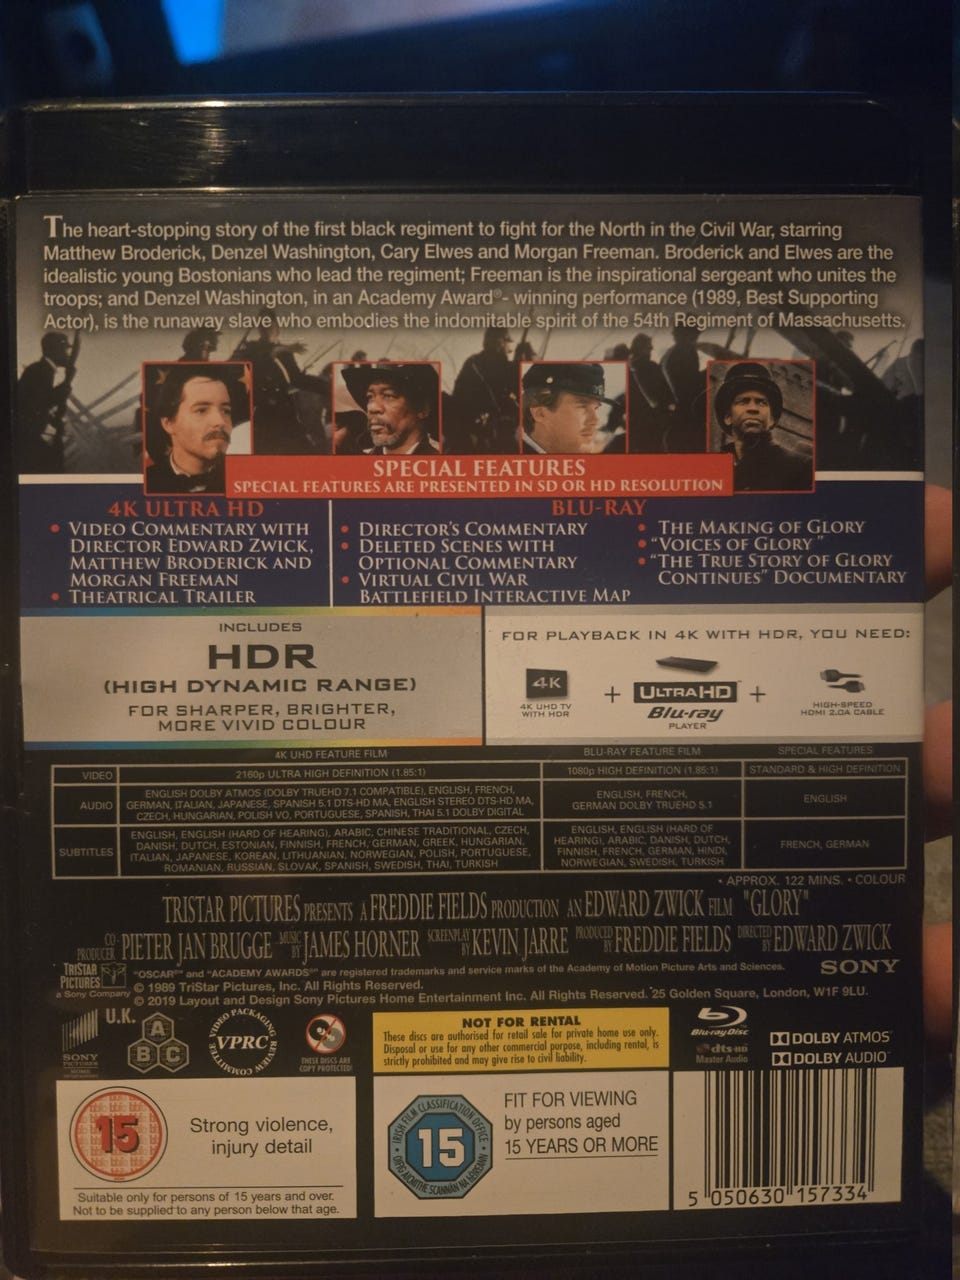 The heart-stopping story of the first black regiment to fight for the North in the Civil War, starring
Matthew Broderick, Denzel Washington, Cary Elwes and Morgan Freeman. Broderick and Elwes are the
idealistic young Bostonians who lead the regiment; Freeman is the inspirational sergeant who unites the
troops; and Denzel Washington, in an Academy Award®- winning performance (1989, Best Supporting
Actor), is the runaway slave who embodies the indomitable spirit of the 54th Regiment of Massachusetts.
SPECIAL FEATURES
SPECIAL FEATURES ARE PRESENTED IN SD OR HD RESOLUTION
4K ULTRA HD
• VIDEO COMMENTARY WITH
DIRECTOR EDWARD ZWICK,
MATTHEW BRODERICK AND
MORGAN FREEMAN
• THEATRICAL TRAILER
BLU-RAY
• DIRECTOR'S COMMENTARY
• DELETED SCENES WITH
OPTIONAL COMMENTARY
• VIRTUAL CIVIL WAR
BATTLEFIELD INTERACTIVE MAP
• THE MAKING OF GLORY
• "VOICES OF GLORY"
• "THE TRUE STORY OF GLORY
CONTINUES" DOCUMENTARY
INCLUDES
HDR
(HIGH DYNAMIC RANGE)
FOR SHARPER, BRIGHTER,
MORE VIVID COLOUR
FOR PLAYBACK IN 4K WITH HDR, YOU NEED:
4K
4K UHD TV
WITH HDR
+
ULTRA HD
Blu-ray
PLAYER
+
HIGH-SPEED
HDMI 2.0A CABLE
4K UHD FEATURE FILM
BLU-RAY FEATURE FILM
SPECIAL FEATURES
VIDEO
2160p ULTRA HIGH DEFINITION (1.85:1)
1080p HIGH DEFINITION (1.85:1)
STANDARD & HIGH DEFINITION
AUDIO
ENGLISH DOLBY ATMOS (DOLBY TRUEHD 7.1 COMPATIBLE), ENGLISH, FRENCH,
GERMAN, ITALIAN, JAPANESE, SPANISH 5.1 DTS-HD MA, ENGLISH STEREO DTS-HD MA,
CZECH, HUNGARIAN, POLISH VO, PORTUGUESE, SPANISH, THAI 5.1 DOLBY DIGITAL
ENGLISH, FRENCH,
GERMAN DOLBY TRUEHD 5.1
ENGLISH
SUBTITLES
ENGLISH, ENGLISH (HARD OF HEARING), ARABIC, CHINESE TRADITIONAL, CZECH,
DANISH, DUTCH, ESTONIAN, FINNISH, FRENCH, GERMAN, GREEK, HUNGARIAN,
ITALIAN, JAPANESE, KOREAN, LITHUANIAN, NORWEGIAN, POLISH, PORTUGUESE,
ROMANIAN, RUSSIAN, SLOVAK, SPANISH, SWEDISH, THAI, TURKISH
ENGLISH, ENGLISH (HARD OF
HEARING), ARABIC, DANISH, DUTCH,
FINNISH, FRENCH, GERMAN, HINDI,
NORWEGIAN, SWEDISH, TURKISH
FRENCH, GERMAN
• APPROX. 122 MINS. • COLOUR
TRISTAR PICTURES PRESENTS A FREDDIE FIELDS PRODUCTION AN EDWARD ZWICK FILM "GLORY"
CO-PRODUCER PIETER JAN BRUGGE MUSIC BY JAMES HORNER SCREENPLAY BY KEVIN JARRE PRODUCED BY FREDDIE FIELDS DIRECTED BY EDWARD ZWICK
TRISTAR
PICTURES
a Sony Company
"OSCAR®" and "ACADEMY AWARDS®" are registered trademarks and service marks of the Academy of Motion Picture Arts and Sciences.
© 1989 TriStar Pictures, Inc. All Rights Reserved.
© 2019 Layout and Design Sony Pictures Home Entertainment Inc. All Rights Reserved. 25 Golden Square, London, W1F 9LU.
SONY
U.K.
SONY
PICTURES
HOME
ENTERTAINMENT
A
B C
VIDEO PACKAGING REVIEW COMMITTEE
VPRC
THESE DISCS ARE
COPY PROTECTED
NOT FOR RENTAL
These discs are authorised for retail sale for private home use only.
Disposal or use for any other commercial purpose, including rental, is
strictly prohibited and may give rise to civil liability.
Blu-ray Disc
dts-HD
Master Audio
DOLBY ATMOS
DOLBY AUDIO
15
Strong violence,
injury detail
Suitable only for persons of 15 years and over.
Not to be supplied to any person below that age.
IRISH FILM CLASSIFICATION OFFICE
15
OIFIG AICMITHE SCANNÁN NA HÉIREANN
FIT FOR VIEWING
by persons aged
15 YEARS OR MORE
5 050630 157334